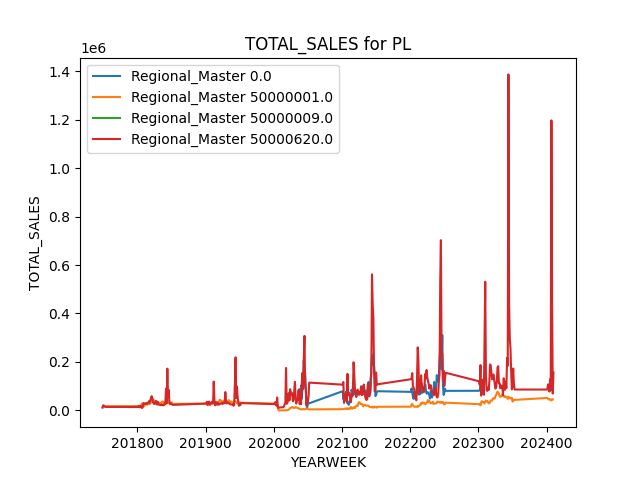 TOTAL_SALES for PL
1e6
Regional_Master 0.0
Regional_Master 50000001.0
Regional_Master 50000009.0
Regional_Master 50000620.0
1.4
1.2
1.0
0.8
0.6
0.4
0.2
0.0
TOTAL_SALES
201800 201900 202000 202100 202200 202300 202400
YEARWEEK